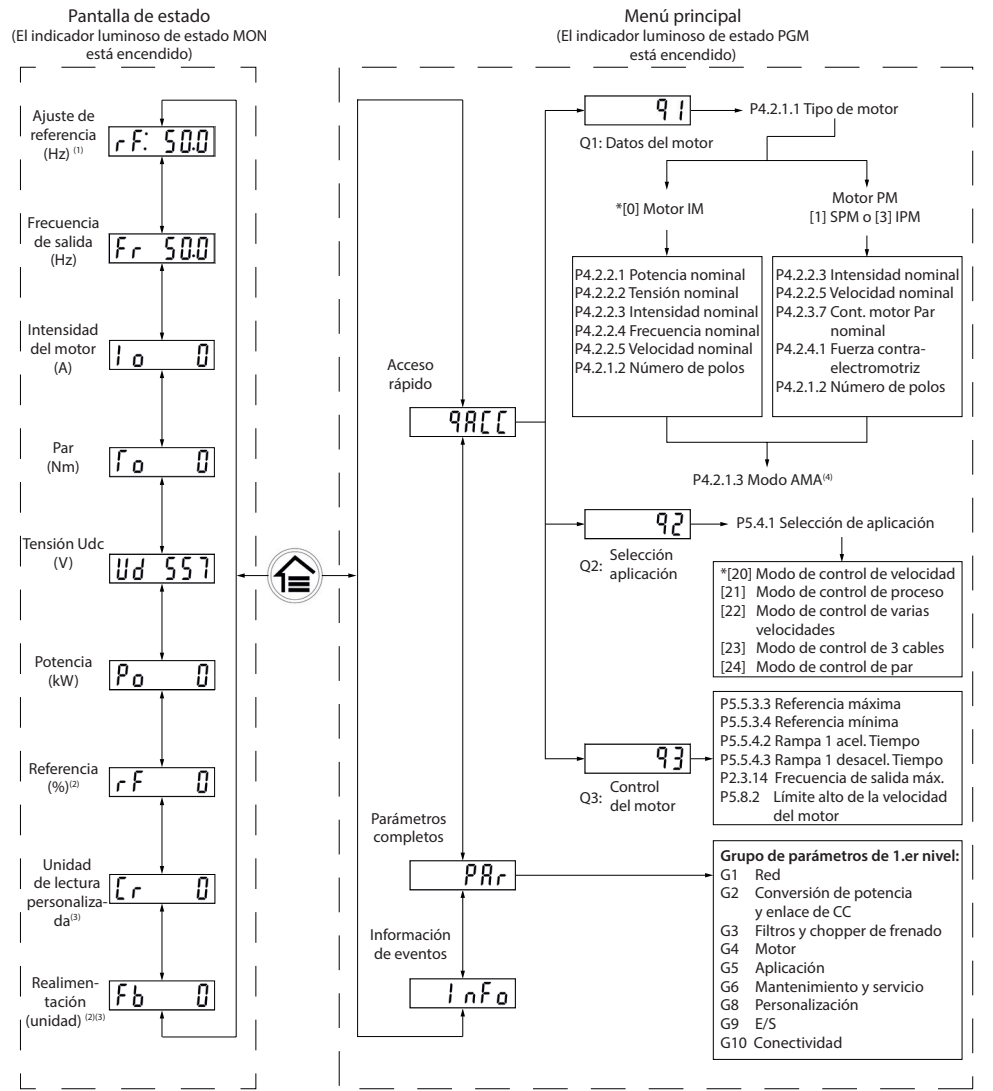 Pantalla de estado
(El indicador luminoso de estado MON
está encendido)
Ajuste de
referencia
(Hz) (1)
rF: 50.0
Frecuencia
de salida
(Hz)
Fr 50.0
Intensidad
del motor
(A)
Io 0
Par
(Nm)
To 0
Tensión Udc
(V)
Ud 557
Potencia
(kW)
Po 0
Referencia
(%)(2)
rF 0
Unidad
de lectura
personaliza-
da(3)
Cr 0
Realimen-
tación
(unidad) (2)(3)
Fb 0
Menú principal
(El indicador luminoso de estado PGM
está encendido)
Acceso
rápido
qACC
q1
Q1: Datos del motor
P4.2.1.1 Tipo de motor
*[0] Motor IM
Motor PM
[1] SPM o [3] IPM
P4.2.2.1 Potencia nominal
P4.2.2.2 Tensión nominal
P4.2.2.3 Intensidad nominal
P4.2.2.4 Frecuencia nominal
P4.2.2.5 Velocidad nominal
P4.2.1.2 Número de polos
P4.2.2.3 Intensidad nominal
P4.2.2.5 Velocidad nominal
P4.2.3.7 Cont. motor Par
nominal
P4.2.4.1 Fuerza contra-
electromotriz
P4.2.1.2 Número de polos
P4.2.1.3 Modo AMA(4)
q2
Q2: Selección
aplicación
P5.4.1 Selección de aplicación
*[20] Modo de control de velocidad
[21] Modo de control de proceso
[22] Modo de control de varias
velocidades
[23] Modo de control de 3 cables
[24] Modo de control de par
q3
Q3: Control
del motor
P5.5.3.3 Referencia máxima
P5.5.3.4 Referencia mínima
P5.5.4.2 Rampa 1 acel. Tiempo
P5.5.4.3 Rampa 1 desacel. Tiempo
P2.3.14 Frecuencia de salida máx.
P5.8.2 Límite alto de la velocidad
del motor
Parámetros
completos
PAr
Grupo de parámetros de 1.er nivel:
G1 Red
G2 Conversión de potencia
y enlace de CC
G3 Filtros y chopper de frenado
G4 Motor
G5 Aplicación
G6 Mantenimiento y servicio
G8 Personalización
G9 E/S
G10 Conectividad
Información
de eventos
InFo